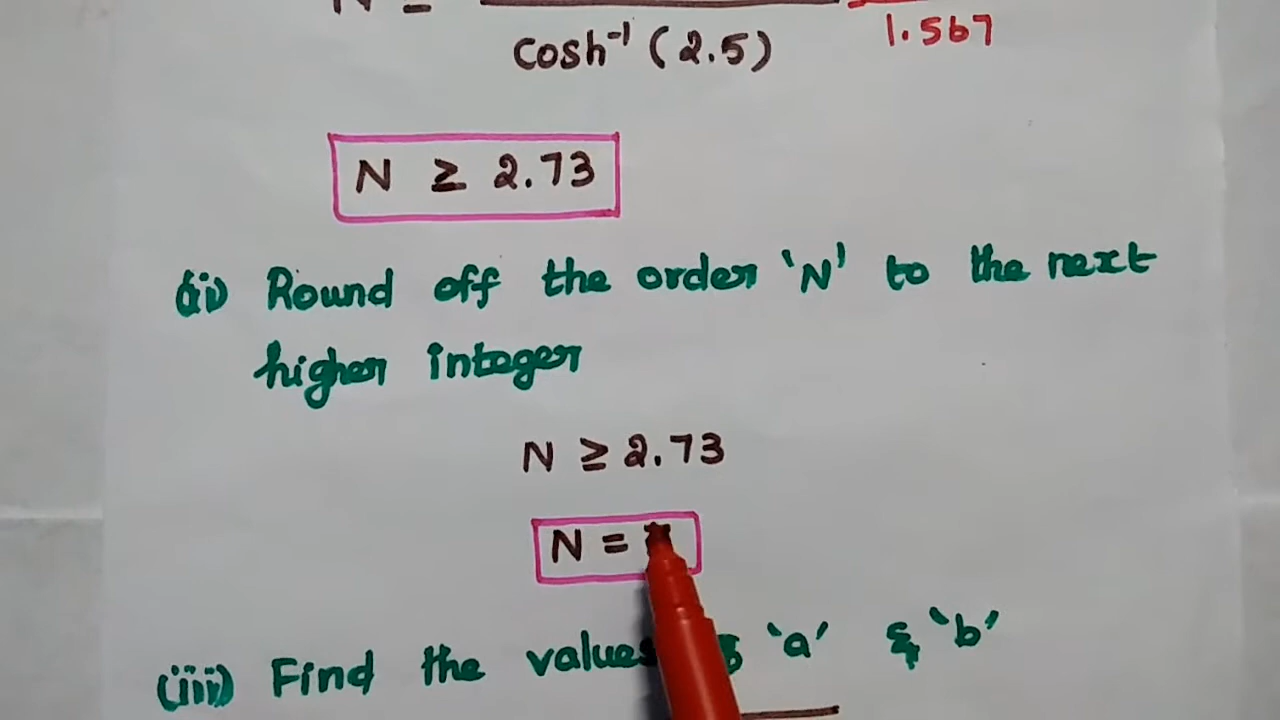 N =
cosh⁻¹ (2.5)
1.567
N ≥ 2.73
(ii) Round off the order 'N' to the next
higher integer
N ≥ 2.73
N =
(iii) Find the values 'a' & 'b'